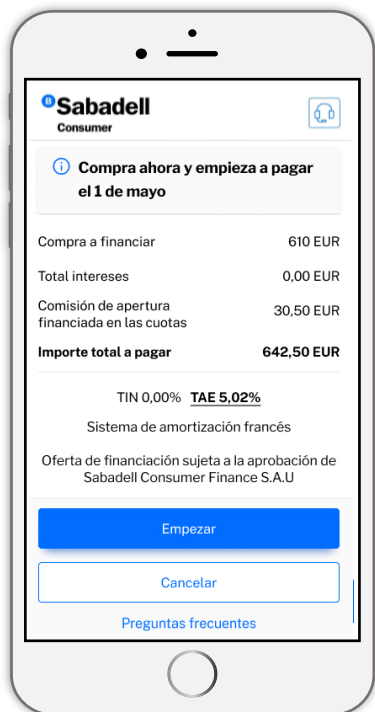 Sabadell
Consumer
Compra ahora y empieza a pagar
el 1 de mayo
Compra a financiar 610 EUR
Total intereses 0,00 EUR
Comisión de apertura
financiada en las cuotas 30,50 EUR
Importe total a pagar 642,50 EUR
TIN 0,00% TAE 5,02%
Sistema de amortización francés
Oferta de financiación sujeta a la aprobación de
Sabadell Consumer Finance S.A.U
Empezar
Cancelar
Preguntas frecuentes